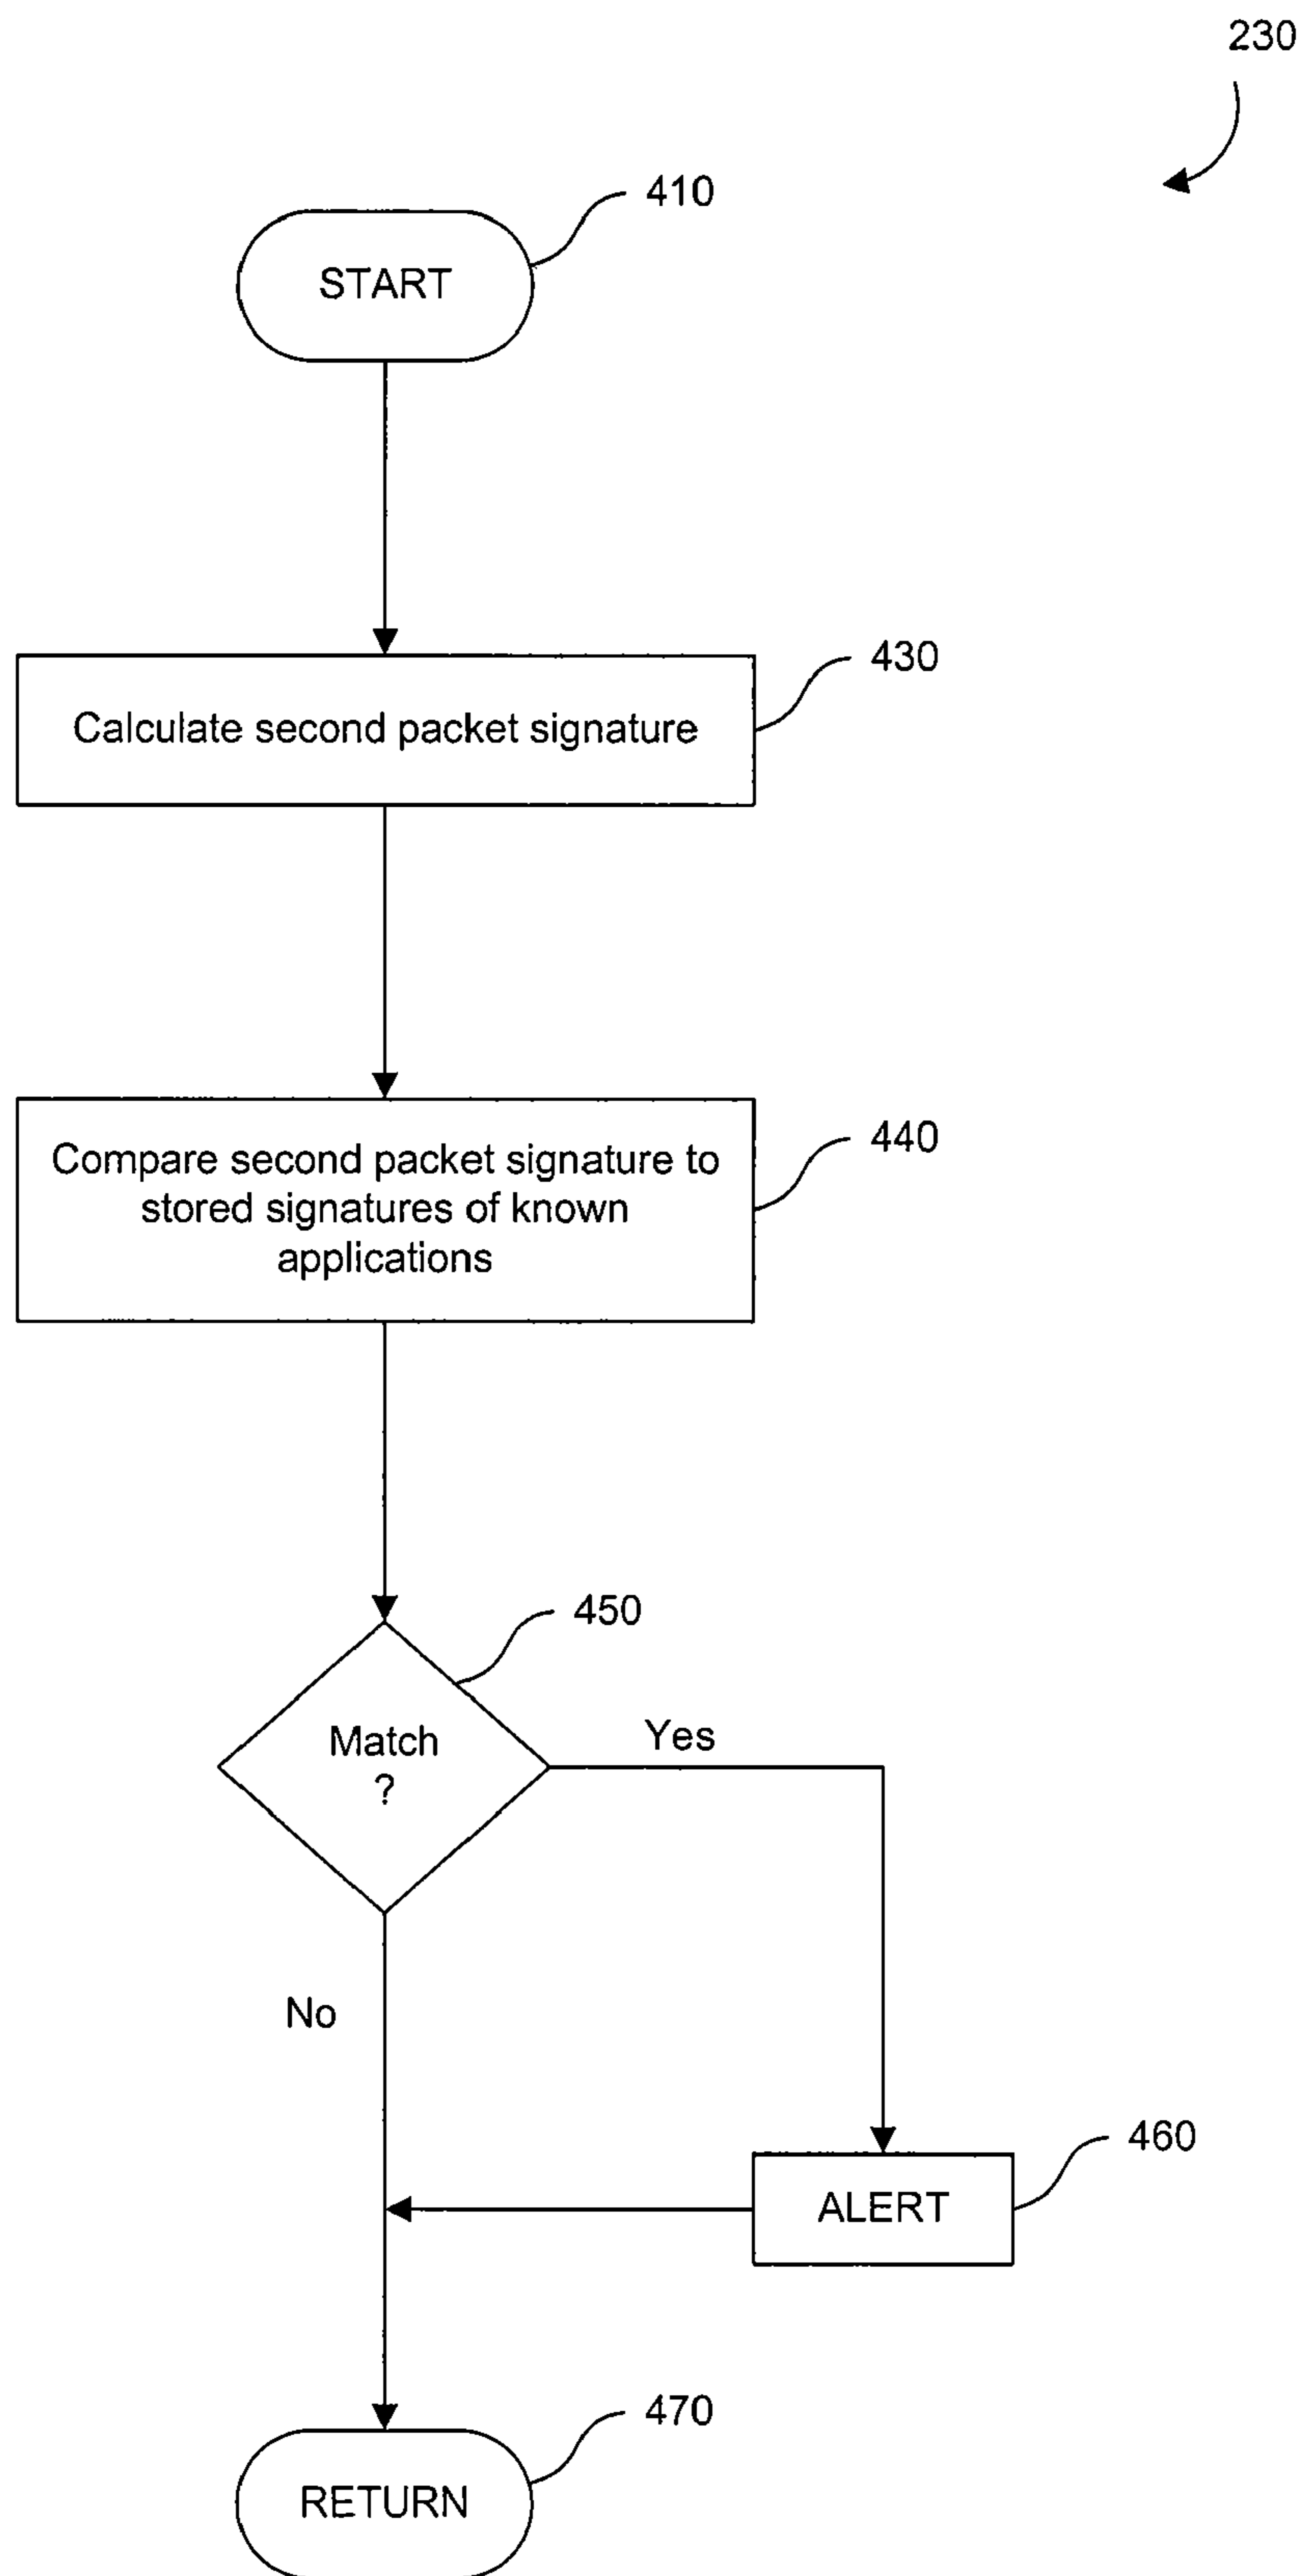 230
410
START
430
Calculate second packet signature
440
Compare second packet signature to
stored signatures of known
applications
450
Match
?
Yes
No
460
ALERT
470
RETURN